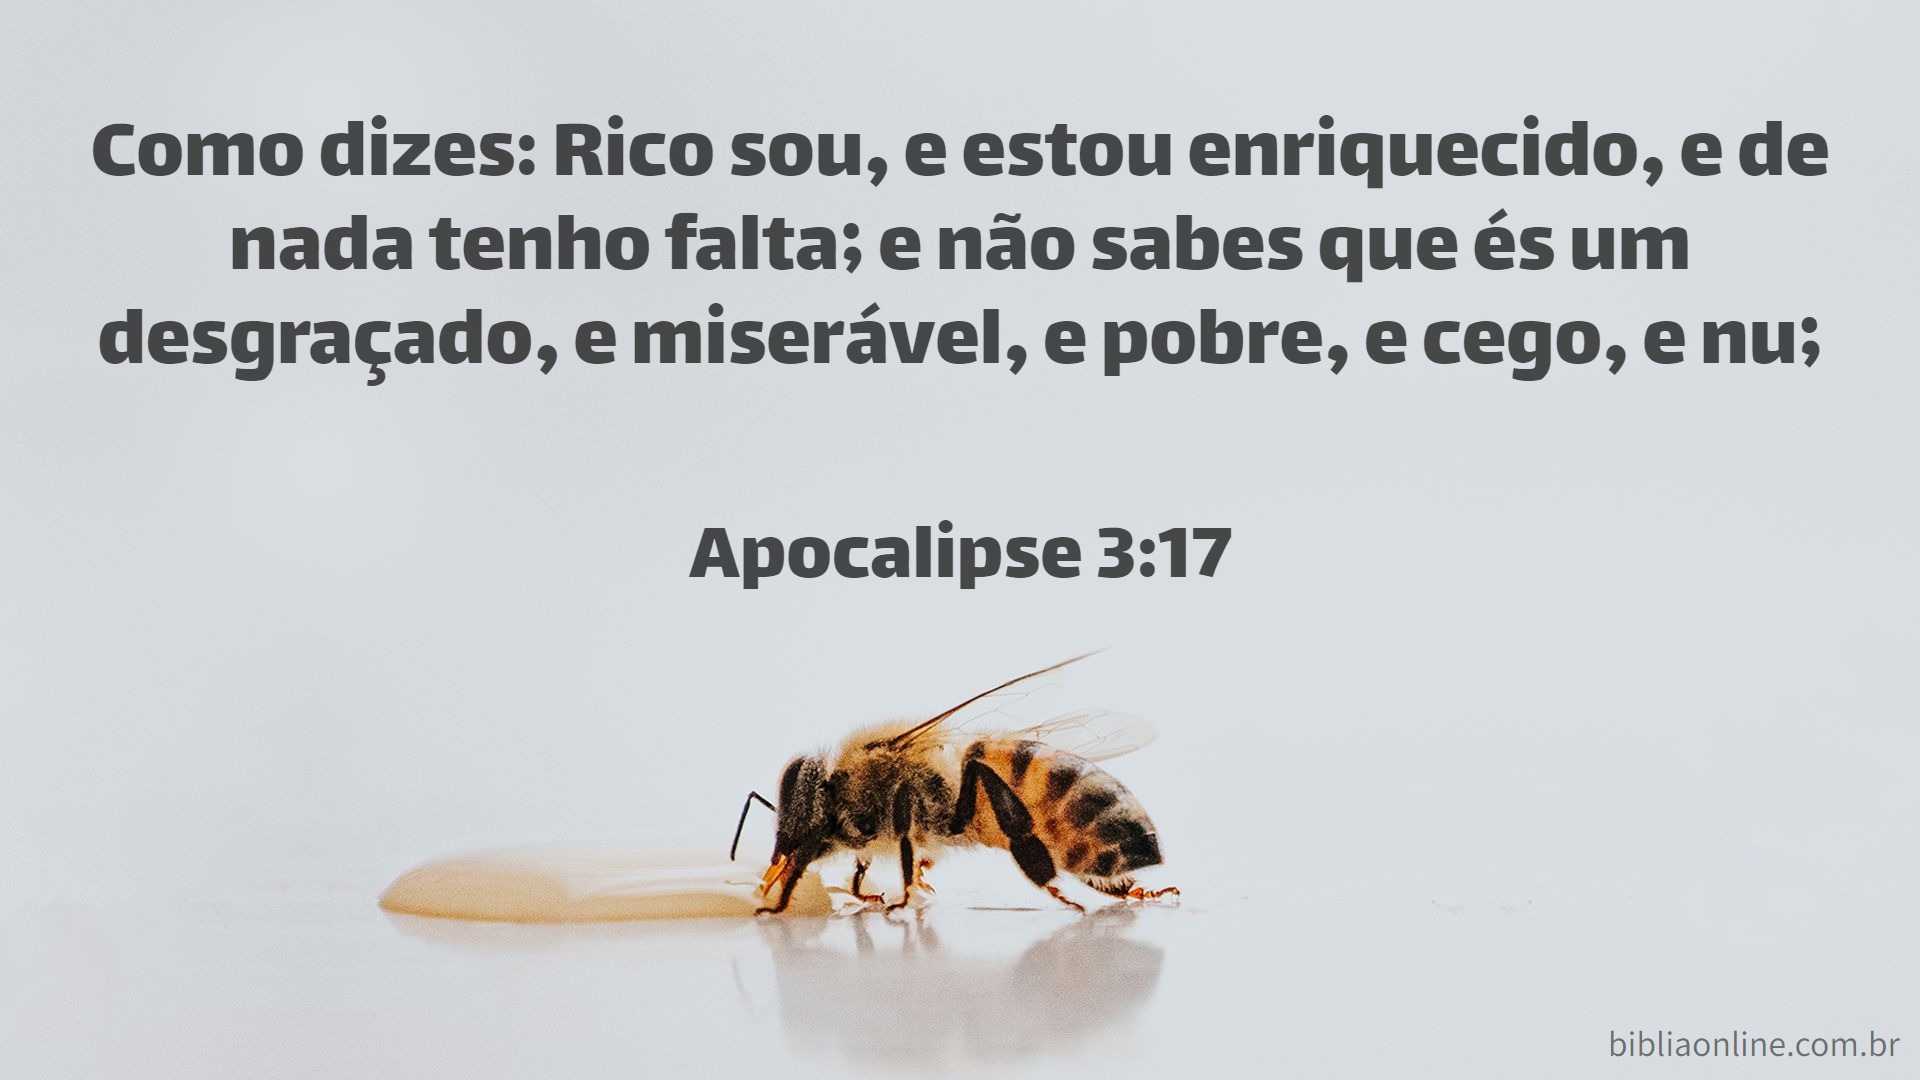 Como dizes: Rico sou, e estou enriquecido, e de
nada tenho falta; e não sabes que és um
desgraçado, e miserável, e pobre, e cego, e nu;
Apocalipse 3:17
bibliaonline.com.br